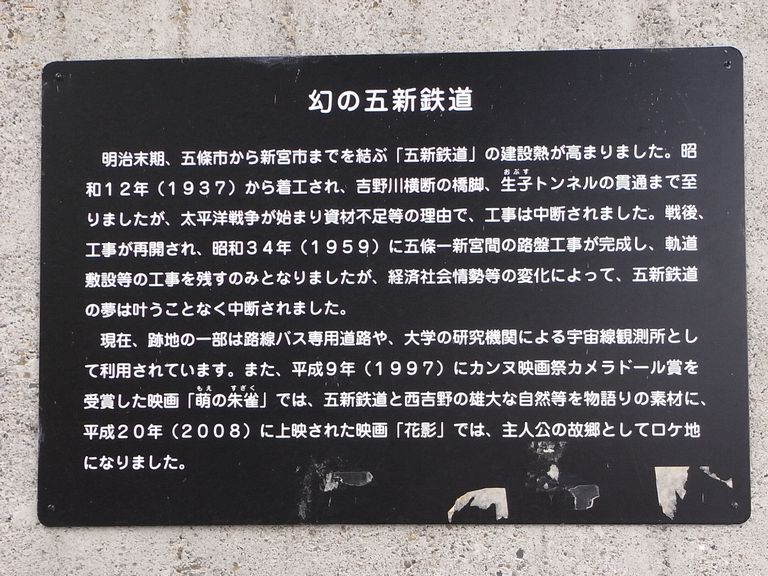 幻の五新鉄道
明治末期、五條市から新宮市までを結ぶ「五新鉄道」の建設熱が高まりました。昭
和１２年（１９３７）から着工され、吉野川横断の橋脚、生子トンネルの貫通まで至
おぶす
りましたが、太平洋戦争が始まり資材不足等の理由で、工事は中断されました。戦後、
工事が再開され、昭和３４年（１９５９）に五條ー新宮間の路盤工事が完成し、軌道
敷設等の工事を残すのみとなりましたが、経済社会情勢等の変化によって、五新鉄道
の夢は叶うことなく中断されました。
現在、跡地の一部は路線バス専用道路や、大学の研究機関による宇宙線観測所とし
て利用されています。また、平成９年（１９９７）にカンヌ映画祭カメラドール賞を
もえ すざく
受賞した映画「萌の朱雀」では、五新鉄道と西吉野の雄大な自然等を物語りの素材に、
平成２０年（２００８）に上映された映画「花影」では、主人公の故郷としてロケ地
になりました。